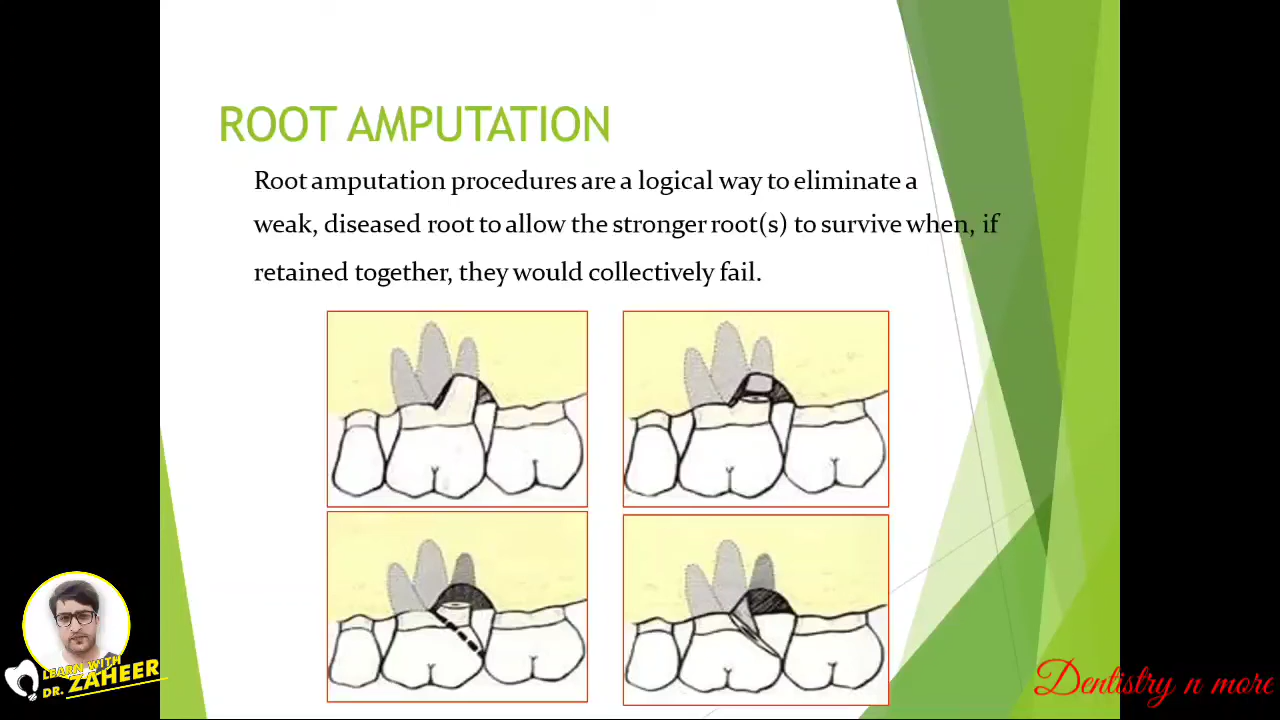 ROOT AMPUTATION
Root amputation procedures are a logical way to eliminate a
weak, diseased root to allow the stronger root(s) to survive when, if
retained together, they would collectively fail.
LEARN WITH
DR. ZAHEER
Dentistry n more